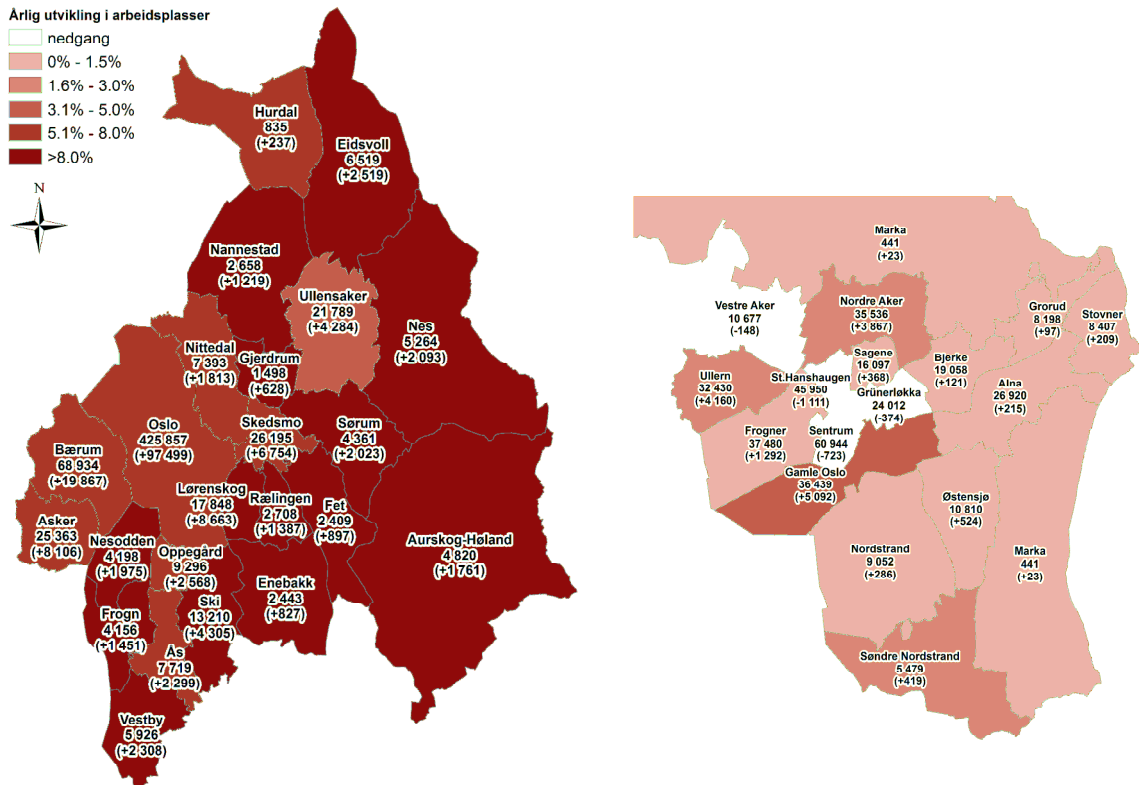 Årlig utvikling i arbeidsplasser
nedgang
0% - 1.5%
1.6% - 3.0%
3.1% - 5.0%
5.1% - 8.0%
>8.0%
N
Hurdal
835
(+237)
Eidsvoll
6 519
(+2 519)
Nannestad
2 658
(+1 219)
Ullensaker
21 789
(+4 284)
Nes
5 264
(+2 093)
Nittedal
7 393
(+1 813)
Gjerdrum
1 498
(+628)
Oslo
425 857
(+97 499)
Skedsmo
26 195
(+6 754)
Sørum
4 361
(+2 023)
Bærum
68 934
(+19 867)
Lørenskog
17 848
(+8 663)
Rælingen
2 708
(+1 387)
Fet
2 409
(+897)
Asker
25 363
(+8 106)
Nesodden
4 198
(+1 975)
Oppegård
9 296
(+2 568)
Aurskog-Høland
4 820
(+1 761)
Enebakk
2 443
(+827)
Ski
13 210
(+4 305)
Frogn
4 156
(+1 451)
Ås
7 719
(+2 299)
Vestby
5 926
(+2 308)
Marka
441
(+23)
Vestre Aker
10 677
(-148)
Nordre Aker
35 536
(+3 867)
Grorud
8 198
(+97)
Stovner
8 407
(+209)
Sagene
16 097
(+368)
Bjerke
19 058
(+121)
Ullern
32 430
(+4 160)
St.Hanshaugen
45 950
(-1 111)
Grünerløkka
24 012
(-374)
Alna
26 920
(+215)
Frogner
37 480
(+1 292)
Sentrum
60 944
(-723)
Gamle Oslo
36 439
(+5 092)
Østensjø
10 810
(+524)
Nordstrand
9 052
(+286)
Marka
441
(+23)
Søndre Nordstrand
5 479
(+419)